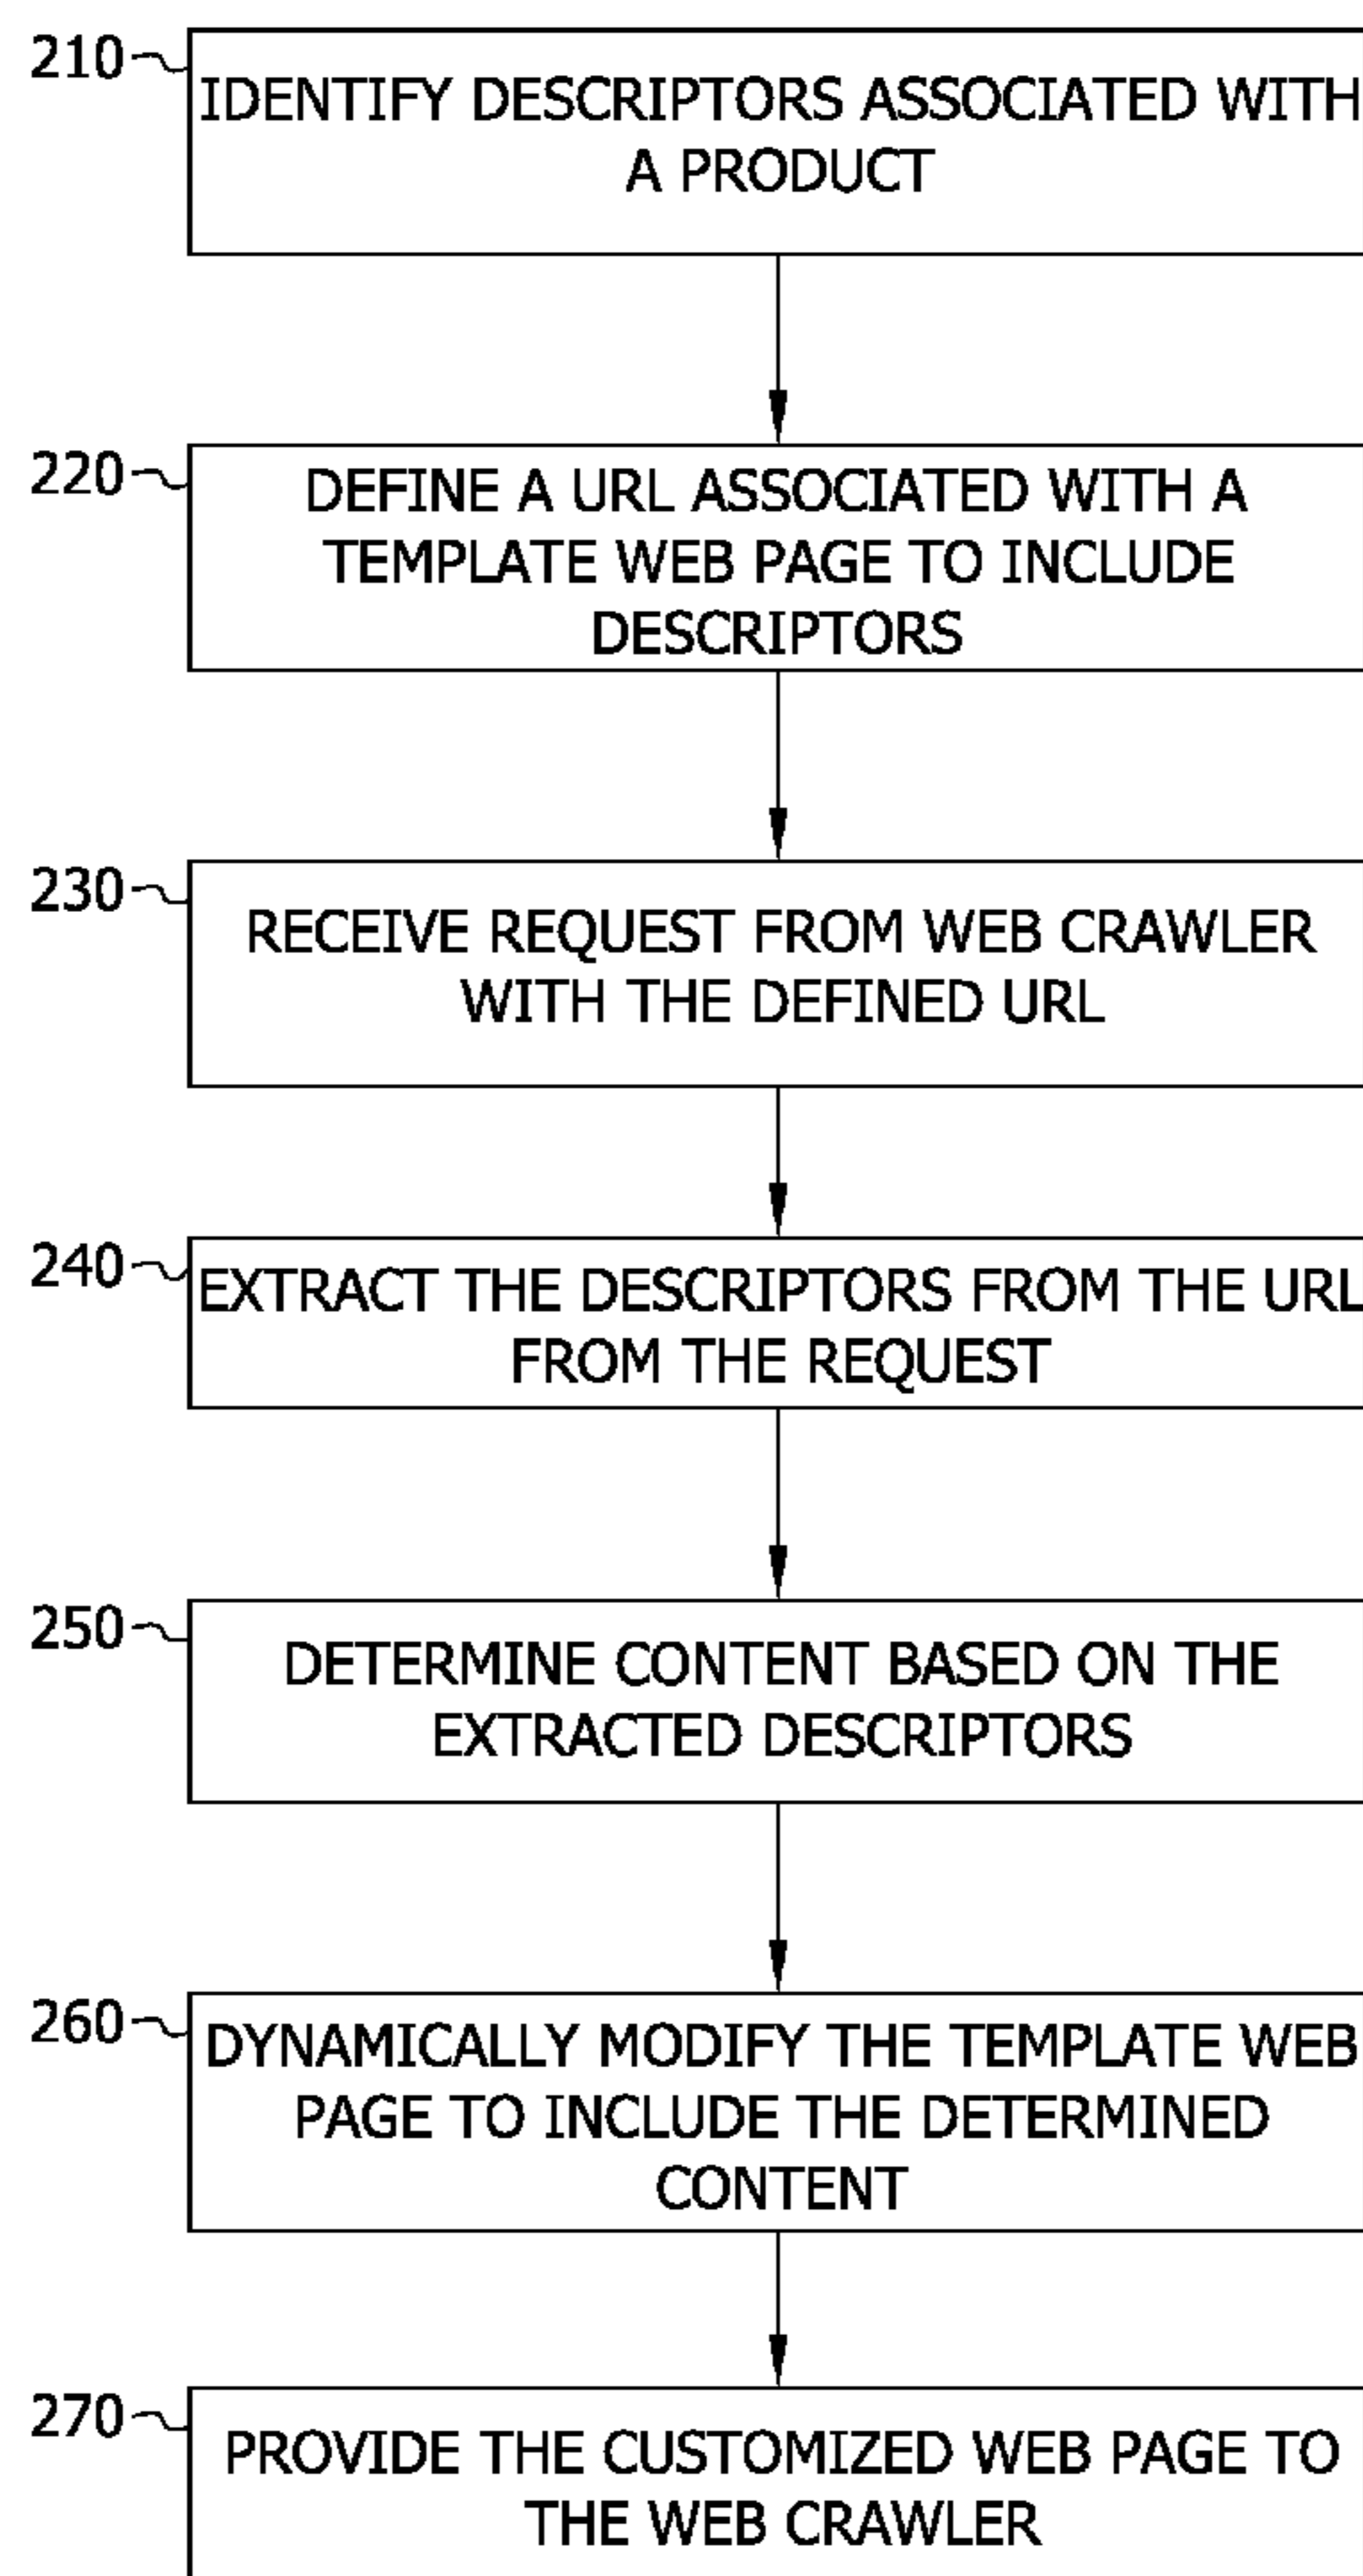 210
IDENTIFY DESCRIPTORS ASSOCIATED WITH
A PRODUCT
220
DEFINE A URL ASSOCIATED WITH A
TEMPLATE WEB PAGE TO INCLUDE
DESCRIPTORS
230
RECEIVE REQUEST FROM WEB CRAWLER
WITH THE DEFINED URL
240
EXTRACT THE DESCRIPTORS FROM THE URL
FROM THE REQUEST
250
DETERMINE CONTENT BASED ON THE
EXTRACTED DESCRIPTORS
260
DYNAMICALLY MODIFY THE TEMPLATE WEB
PAGE TO INCLUDE THE DETERMINED
CONTENT
270
PROVIDE THE CUSTOMIZED WEB PAGE TO
THE WEB CRAWLER